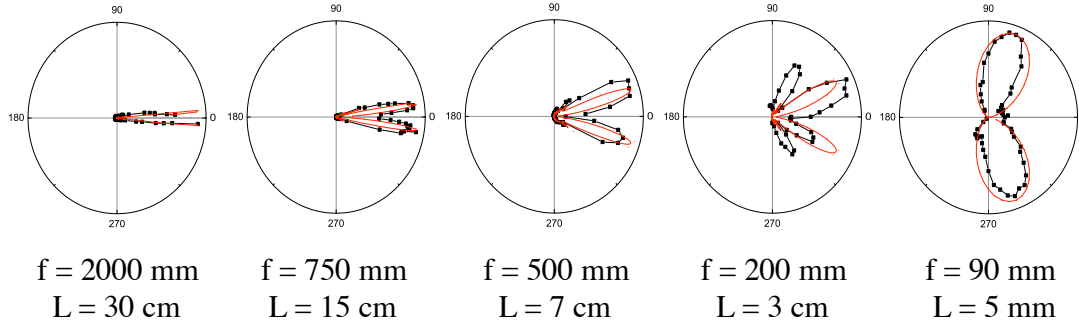 90 90 90 90 90
180 0 180 0 180 0 180 0 180 0
270 270 270 270 270
f = 2000 mm f = 750 mm f = 500 mm f = 200 mm f = 90 mm
L = 30 cm L = 15 cm L = 7 cm L = 3 cm L = 5 mm